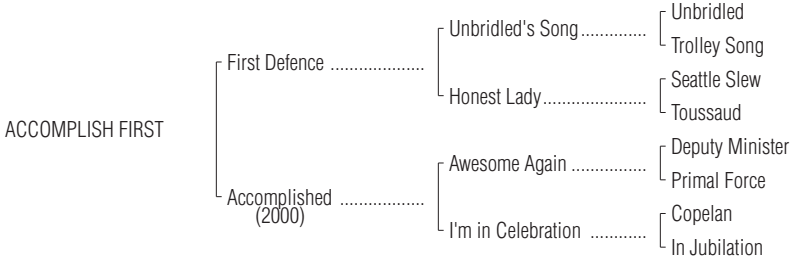 Unbridled
Unbridled's Song..............
Trolley Song
First Defence ....................
Seattle Slew
Honest Lady......................
Toussaud
ACCOMPLISH FIRST
Deputy Minister
Awesome Again ................
Primal Force
Accomplished ..................
(2000)
Copelan
I'm in Celebration ............
In Jubilation